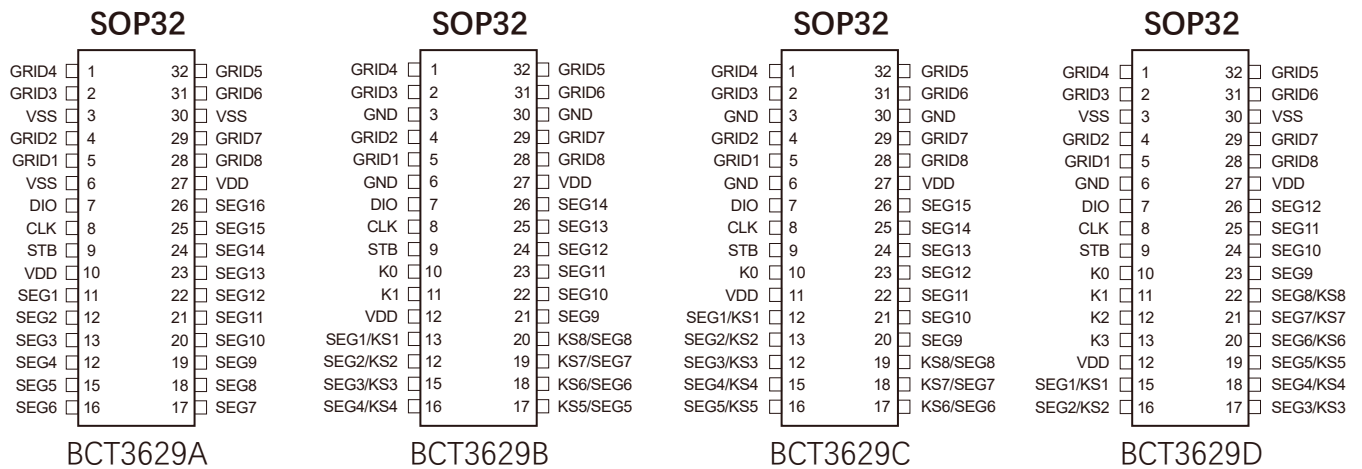 SOP32 SOP32 SOP32 SOP32
GRID4 1 32 GRID5 GRID4 1 32 GRID5 GRID4 1 32 GRID5 GRID4 1 32 GRID5
GRID3 2 31 GRID6 GRID3 2 31 GRID6 GRID3 2 31 GRID6 GRID3 2 31 GRID6
VSS 3 30 VSS GND 3 30 GND GND 3 30 GND VSS 3 30 VSS
GRID2 4 29 GRID7 GRID2 4 29 GRID7 GRID2 4 29 GRID7 GRID2 4 29 GRID7
GRID1 5 28 GRID8 GRID1 5 28 GRID8 GRID1 5 28 GRID8 GRID1 5 28 GRID8
VSS 6 27 VDD GND 6 27 VDD GND 6 27 VDD GND 6 27 VDD
DIO 7 26 SEG16 DIO 7 26 SEG14 DIO 7 26 SEG15 DIO 7 26 SEG12
CLK 8 25 SEG15 CLK 8 25 SEG13 CLK 8 25 SEG14 CLK 8 25 SEG11
STB 9 24 SEG14 STB 9 24 SEG12 STB 9 24 SEG13 STB 9 24 SEG10
VDD 10 23 SEG13 K0 10 23 SEG11 K0 10 23 SEG12 K0 10 23 SEG9
SEG1 11 22 SEG12 K1 11 22 SEG10 VDD 11 22 SEG11 K1 11 22 SEG8/KS8
SEG2 12 21 SEG11 VDD 12 21 SEG9 SEG1/KS1 12 21 SEG10 K2 12 21 SEG7/KS7
SEG3 13 20 SEG10 SEG1/KS1 13 20 KS8/SEG8 SEG2/KS2 13 20 SEG9 K3 13 20 SEG6/KS6
SEG4 12 19 SEG9 SEG2/KS2 12 19 KS7/SEG7 SEG3/KS3 12 19 KS8/SEG8 VDD 12 19 SEG5/KS5
SEG5 15 18 SEG8 SEG3/KS3 15 18 KS6/SEG6 SEG4/KS4 15 18 KS7/SEG7 SEG1/KS1 15 18 SEG4/KS4
SEG6 16 17 SEG7 SEG4/KS4 16 17 KS5/SEG5 SEG5/KS5 16 17 KS6/SEG6 SEG2/KS2 16 17 SEG3/KS3
BCT3629A BCT3629B BCT3629C BCT3629D